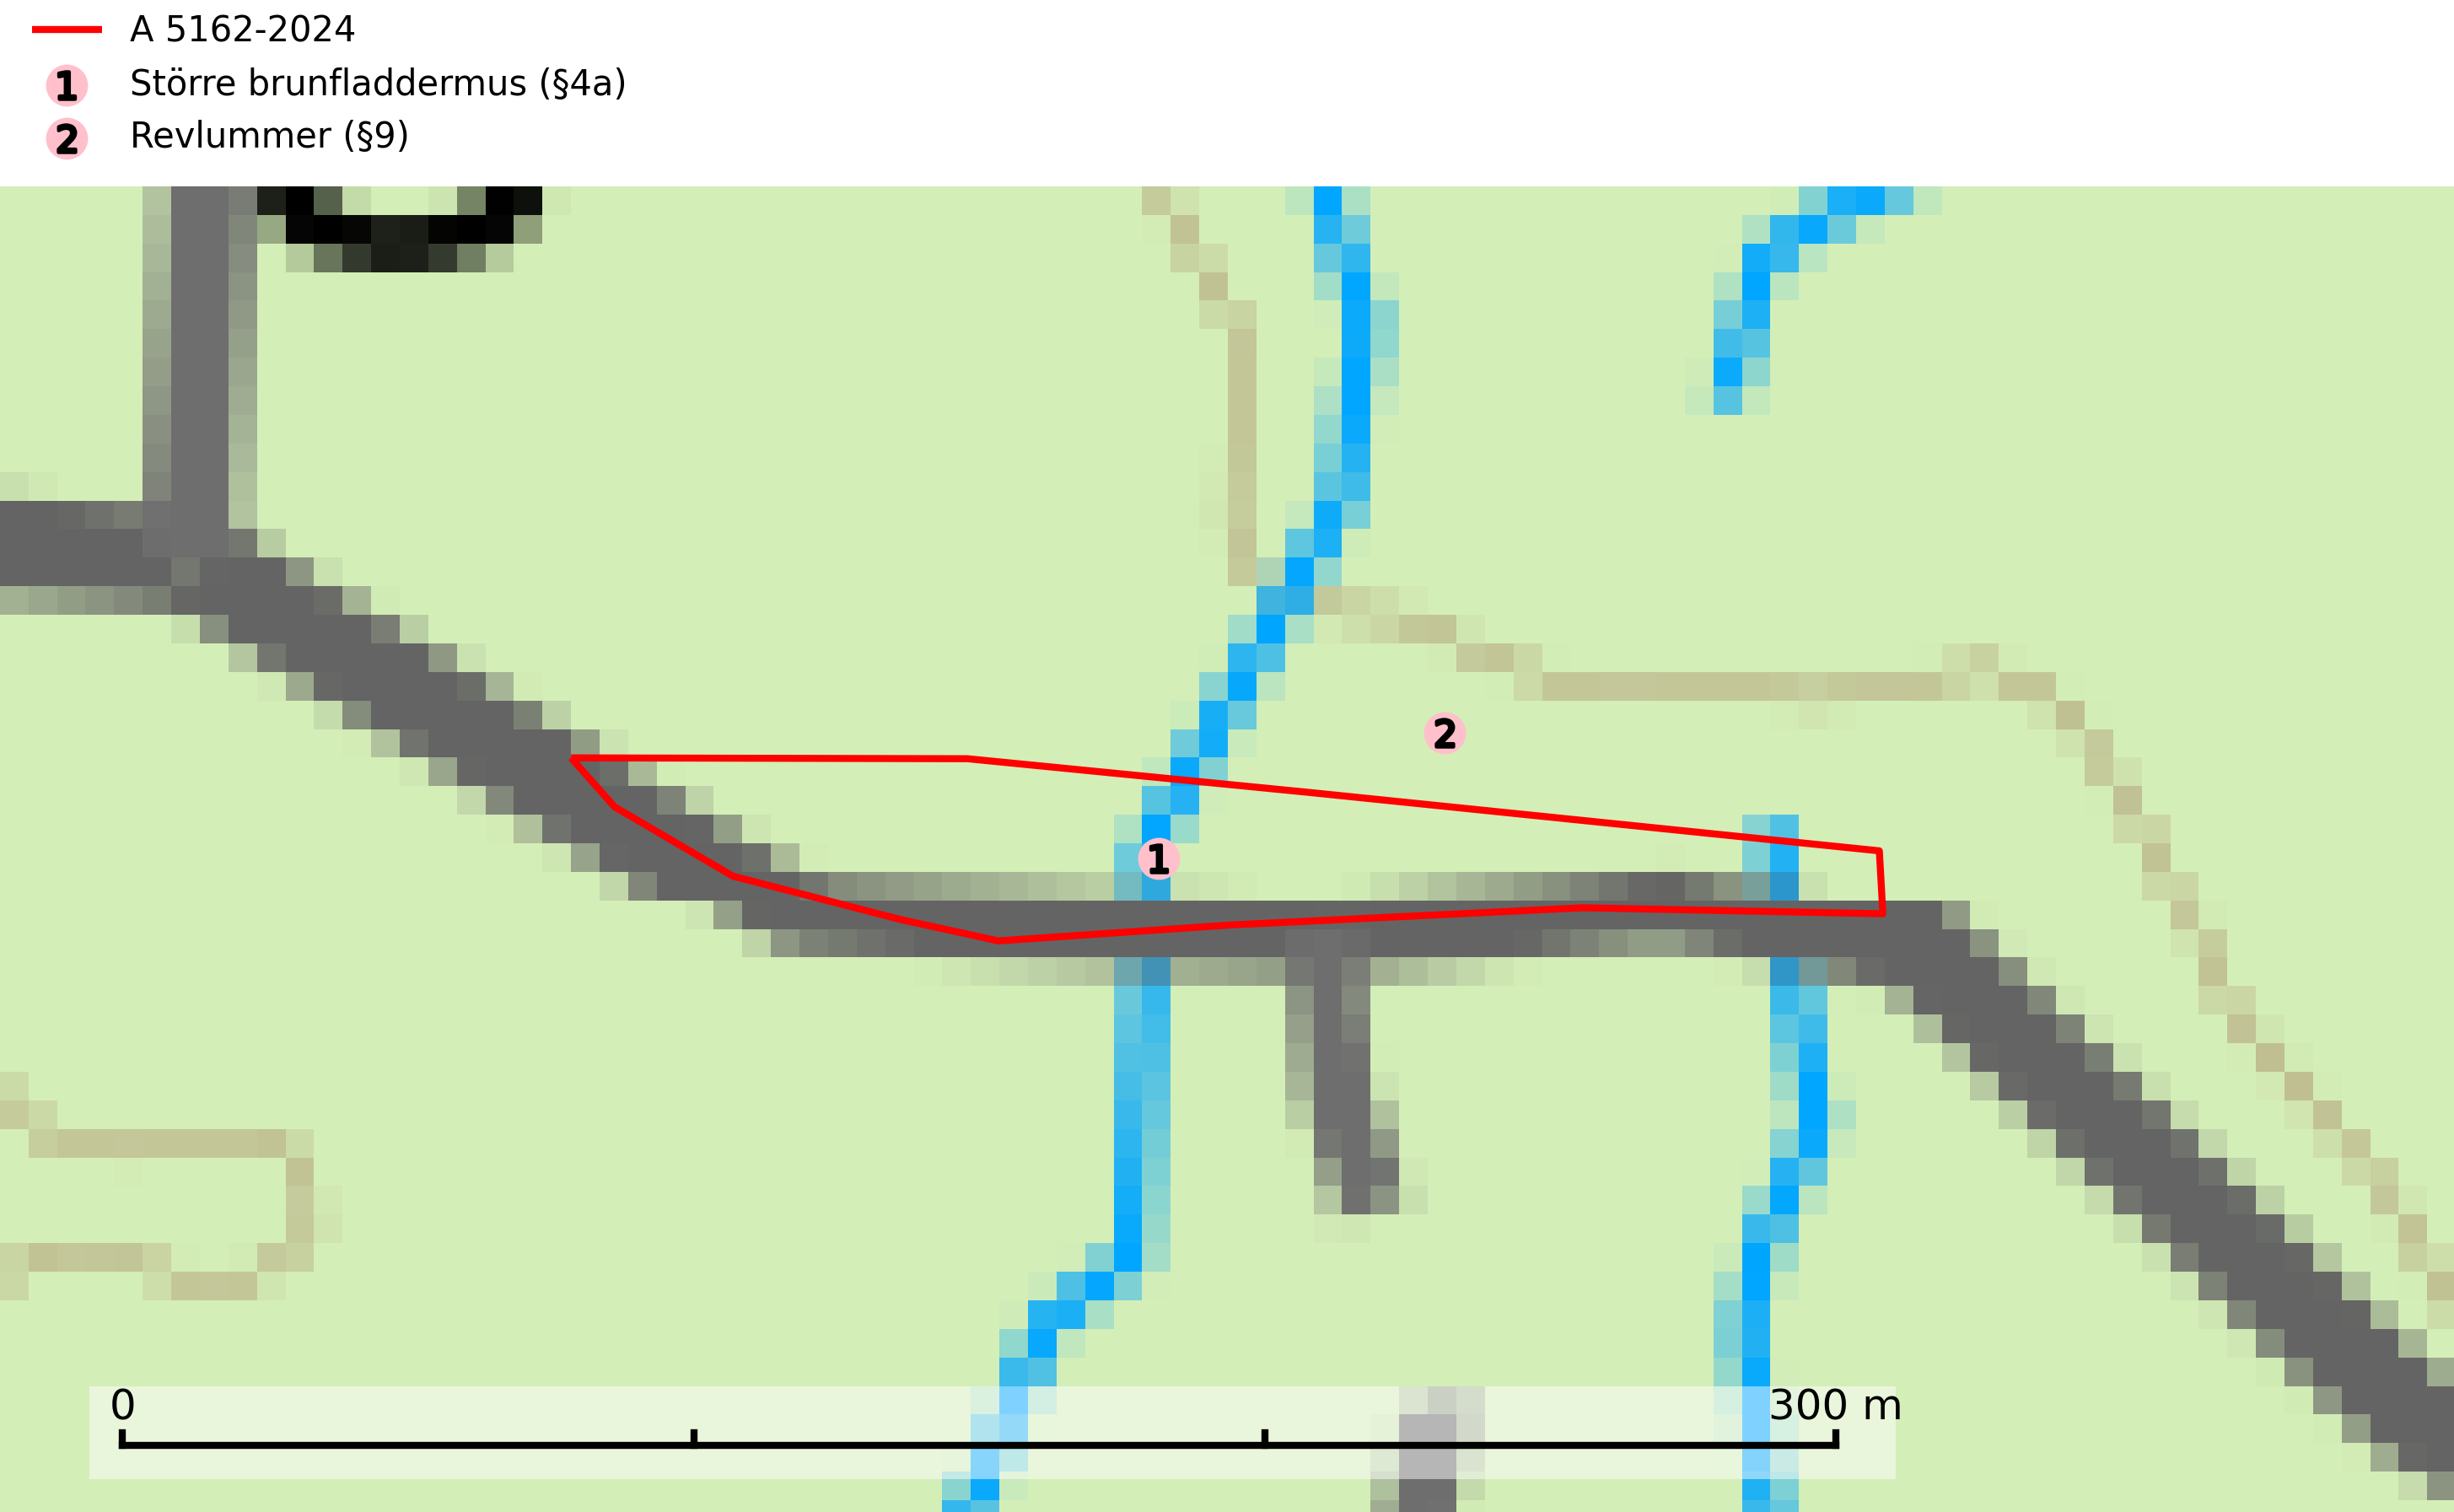 A 5162-2024
1 Större brunfladdermus (§4a)
2 Revlummer (§9)
2
1
0 300 m